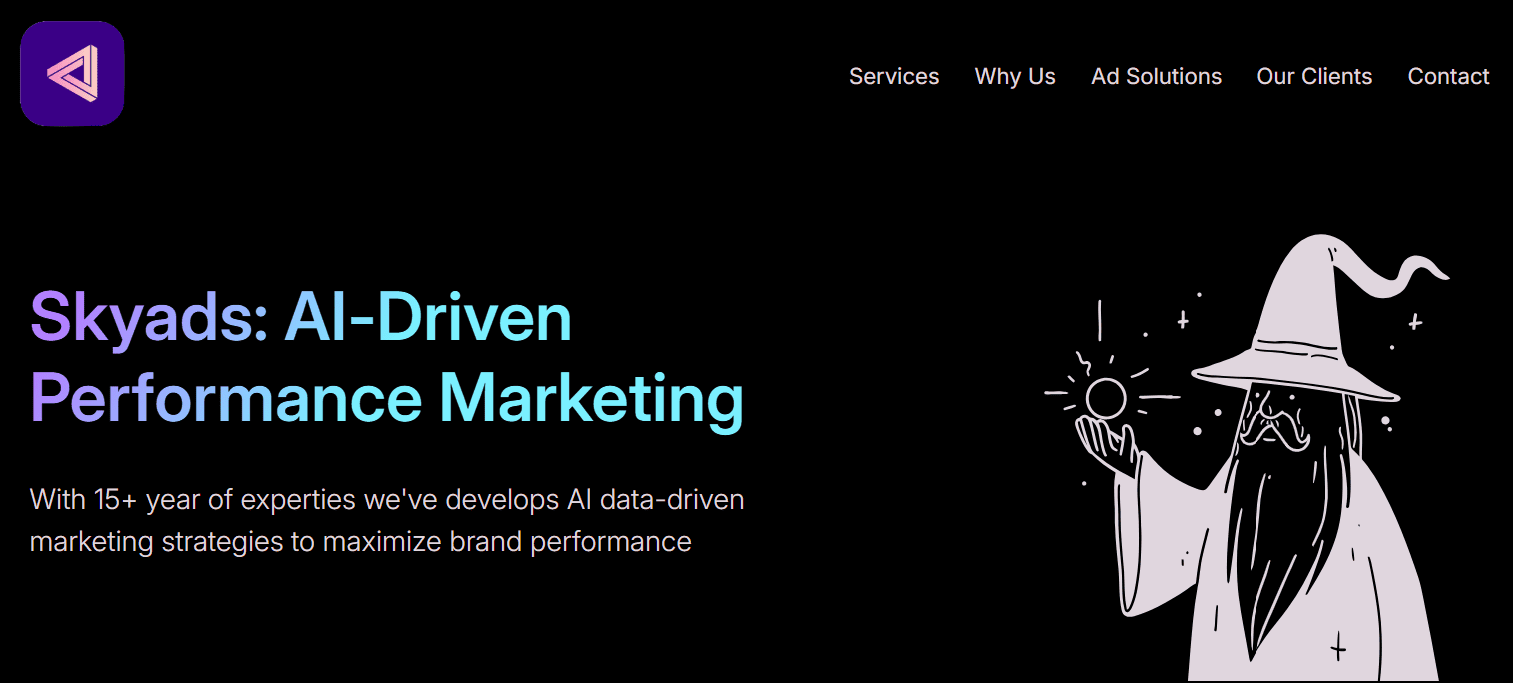 Services Why Us Ad Solutions Our Clients Contact
Skyads: AI-Driven
Performance Marketing
With 15+ year of experties we've develops AI data-driven
marketing strategies to maximize brand performance